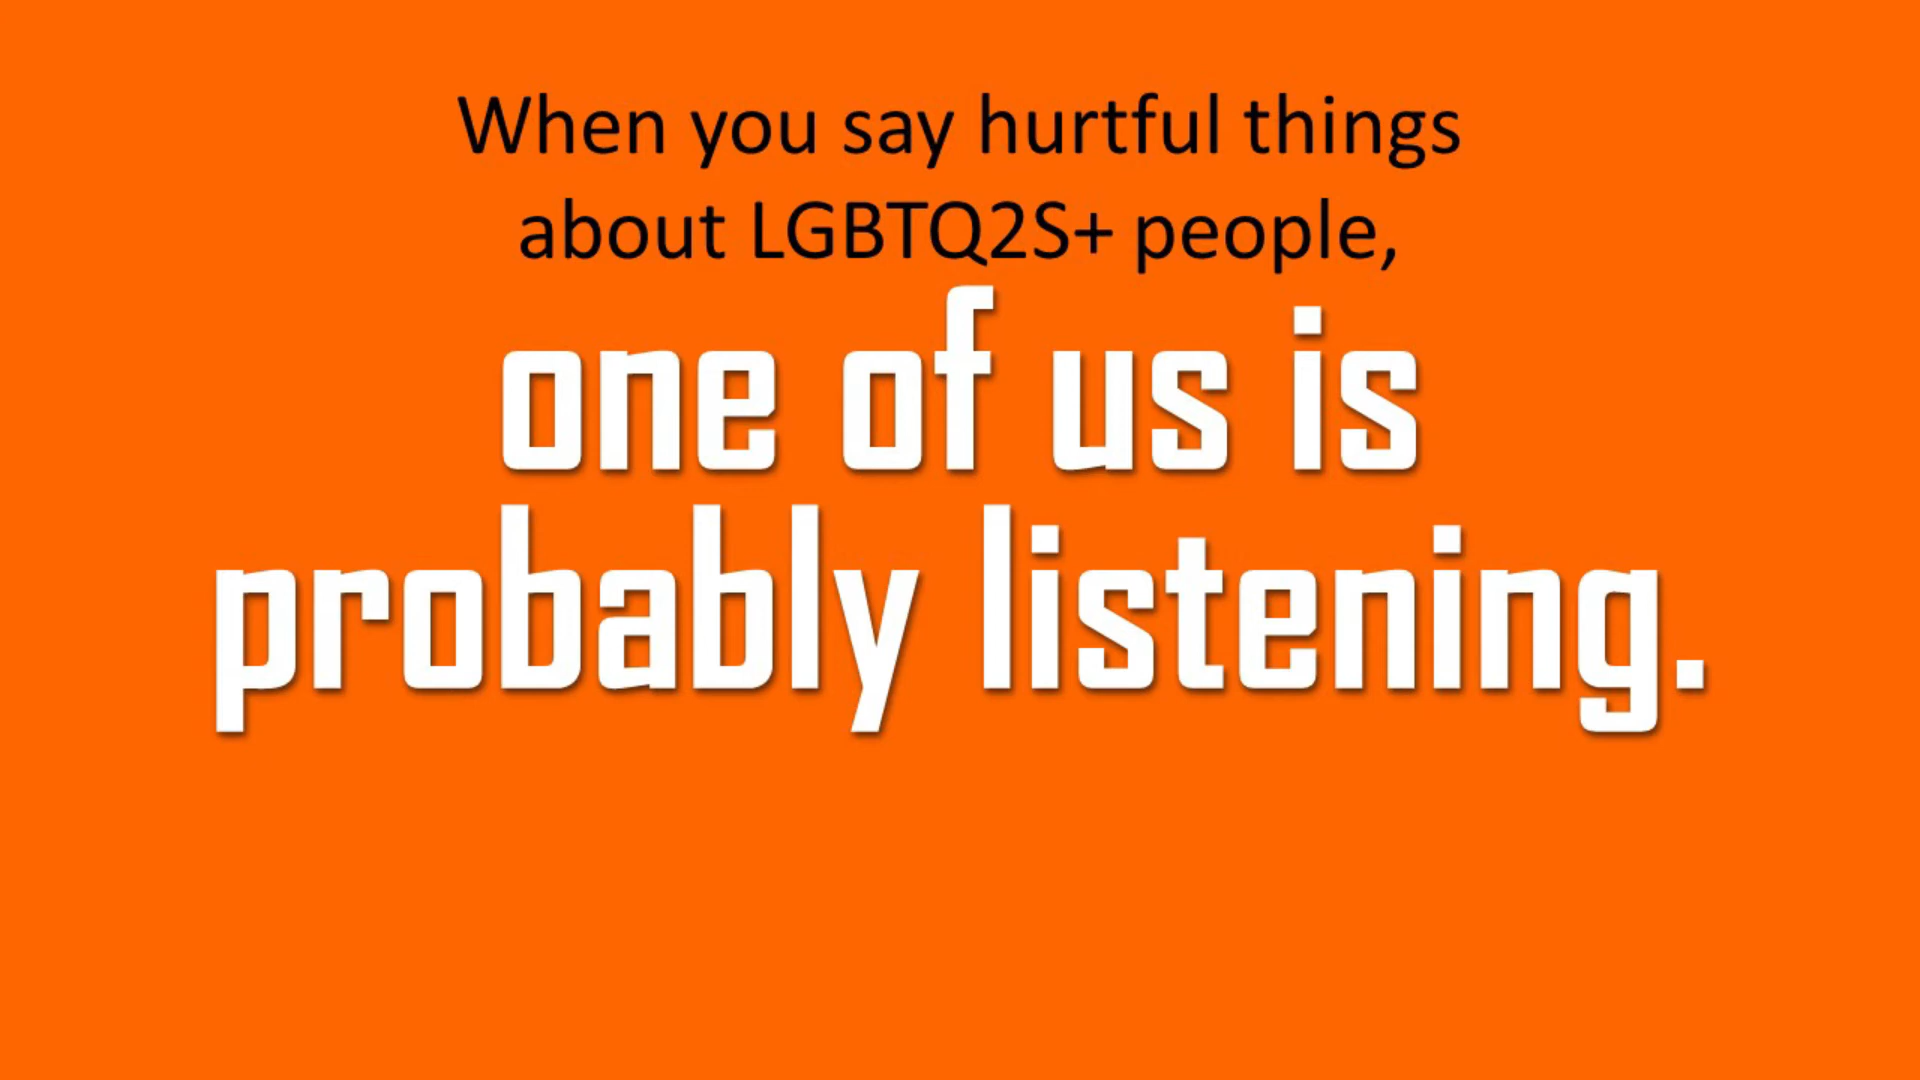 When you say hurtful things
about LGBTQ2S+ people,
one of us is
probably listening.